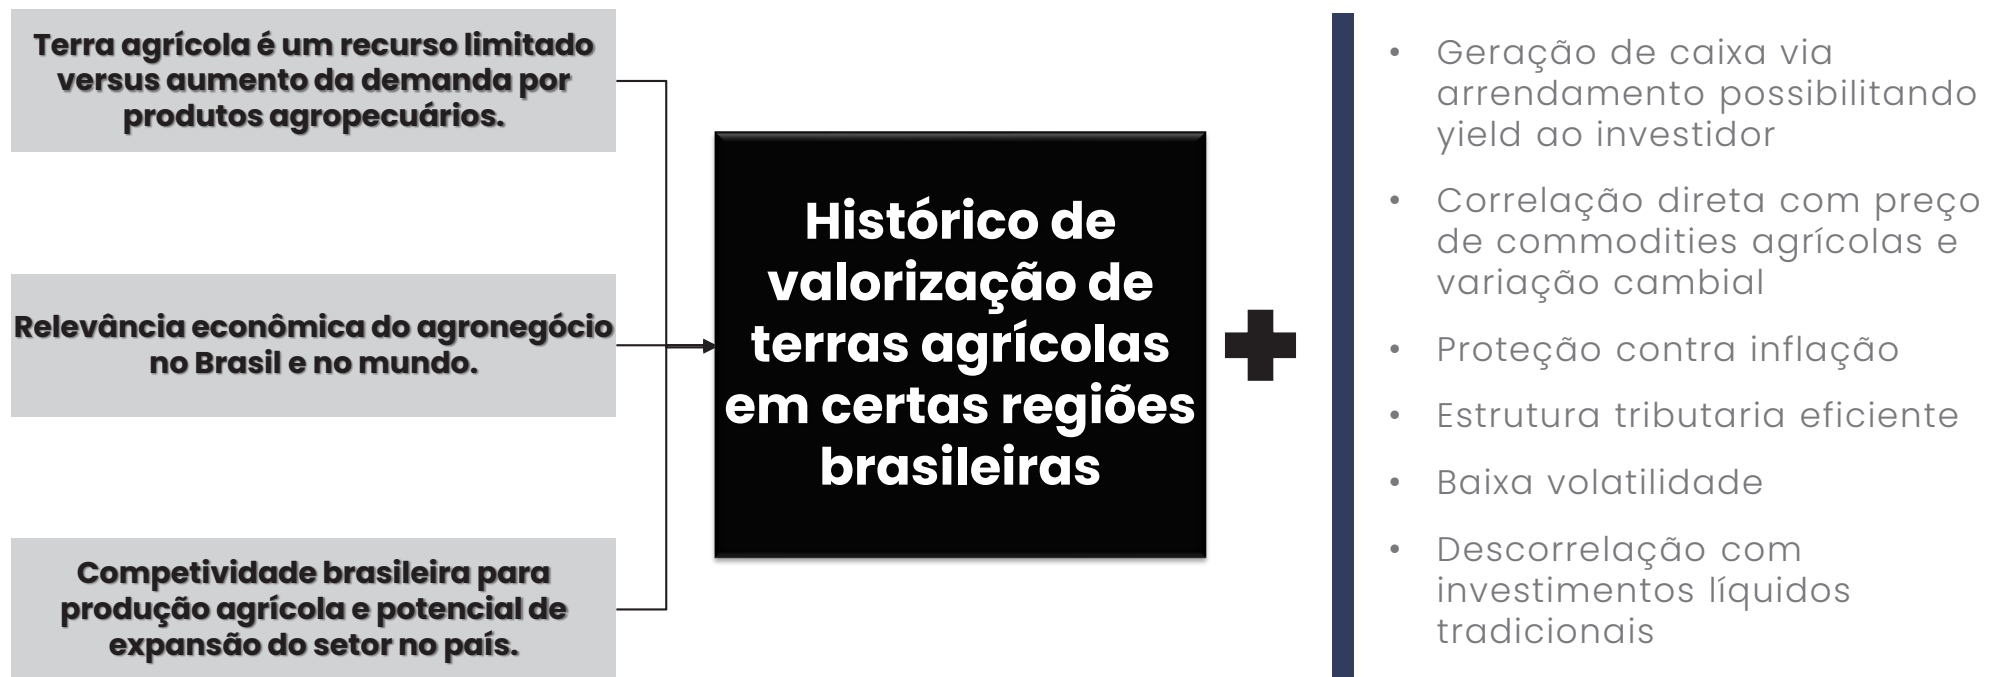 Terra agrícola é um recurso limitado
versus aumento da demanda por
produtos agropecuários.
Relevância econômica do agronegócio
no Brasil e no mundo.
Competividade brasileira para
produção agrícola e potencial de
expansão do setor no país.
Histórico de
valorização de
terras agrícolas
em certas regiões
brasileiras
• Geração de caixa via
arrendamento possibilitando
yield ao investidor
• Correlação direta com preço
de commodities agrícolas e
variação cambial
• Proteção contra inflação
• Estrutura tributaria eficiente
• Baixa volatilidade
• Descorrelação com
investimentos líquidos
tradicionais